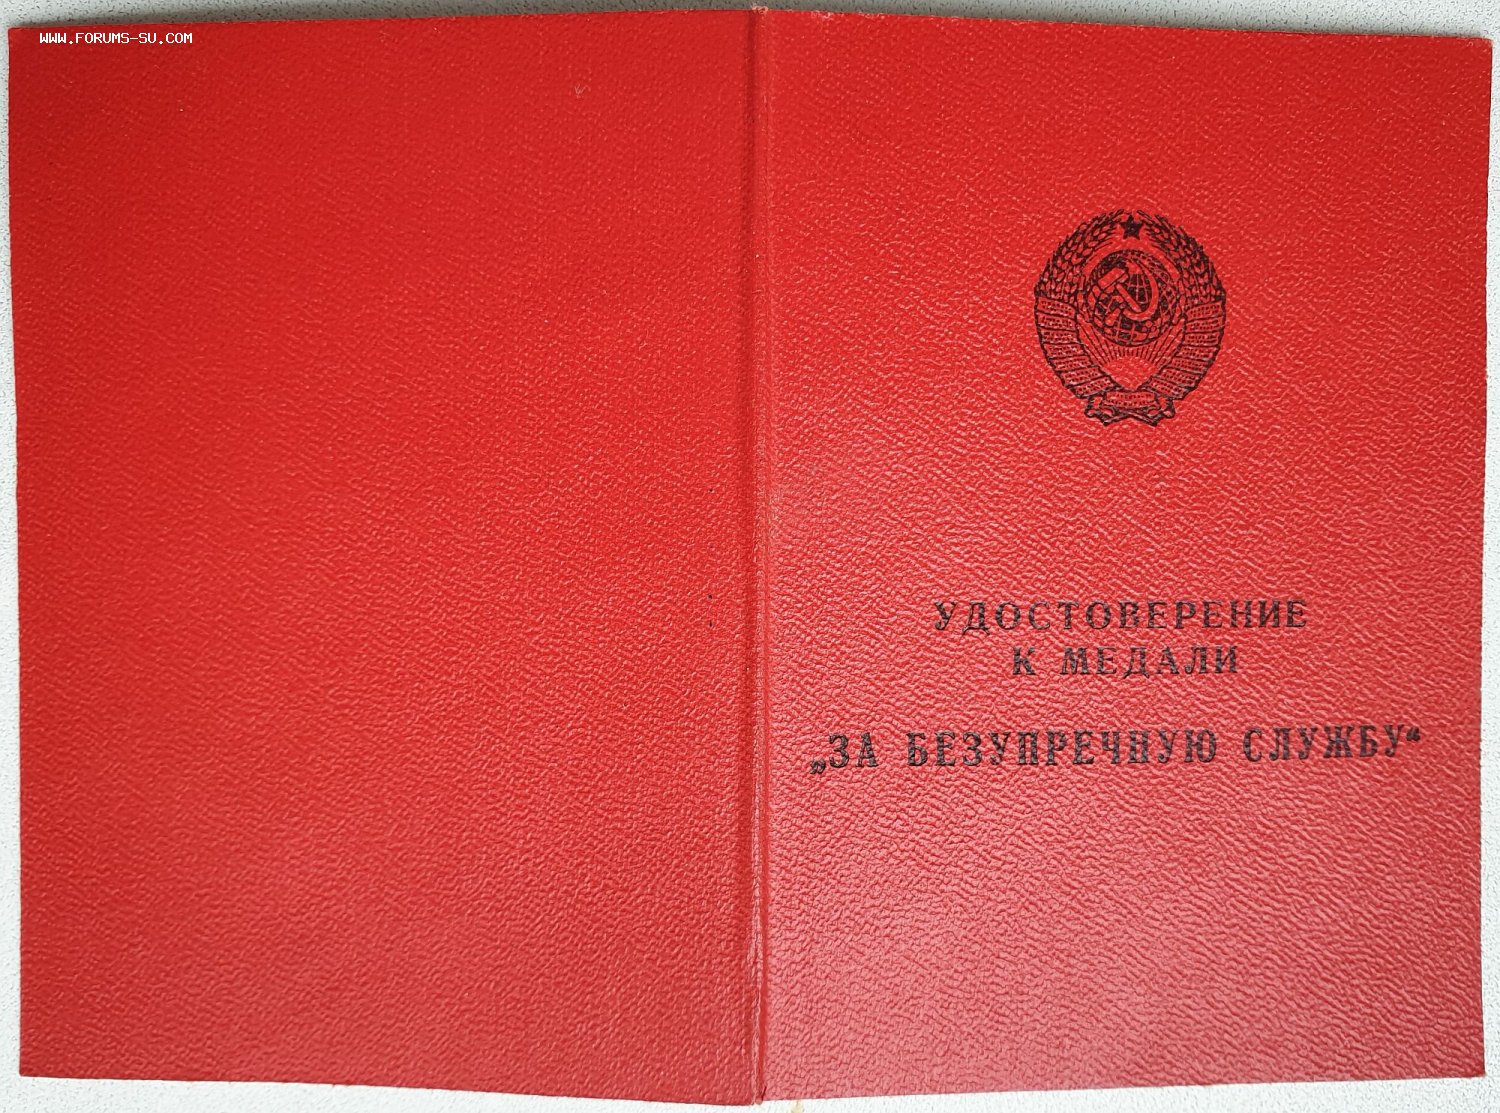 WWW.FORUMS-SU.COM
УДОСТОВЕРЕНИЕ
К МЕДАЛИ
„ЗА БЕЗУПРЕЧНУЮ СЛУЖБУ“